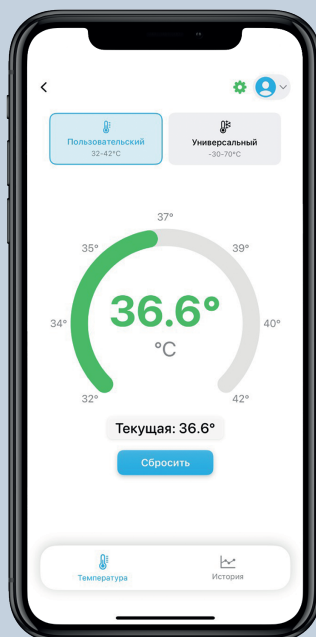 Пользовательский
32-42°C
Универсальный
-30-70°C
37°
35°
39°
34°
36.6°
40°
°C
32°
42°
Текущая: 36.6°
Сбросить
Температура
История